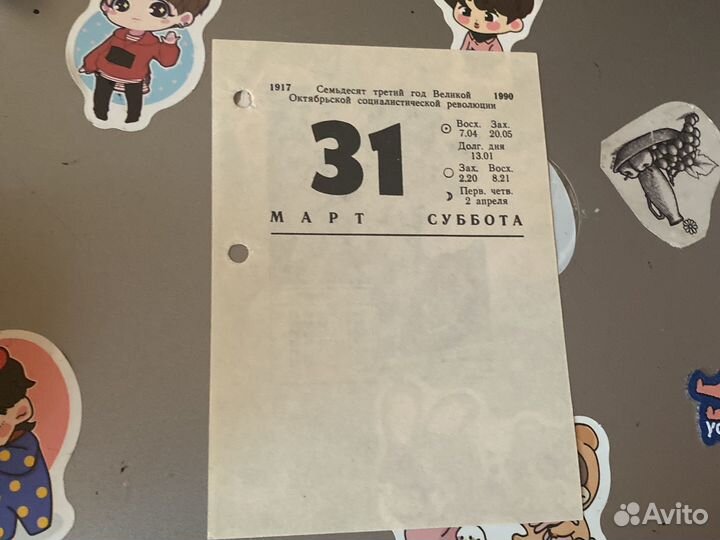 1917 Семьдесят третий год Великой 1990
Октябрьской социалистической революции
31
Восх. Зах.
7.04 20.05
Долг. дня
13.01
Зах. Восх.
2.20 8.21
Перв. четв.
2 апреля
МАРТ СУББОТА
Avito